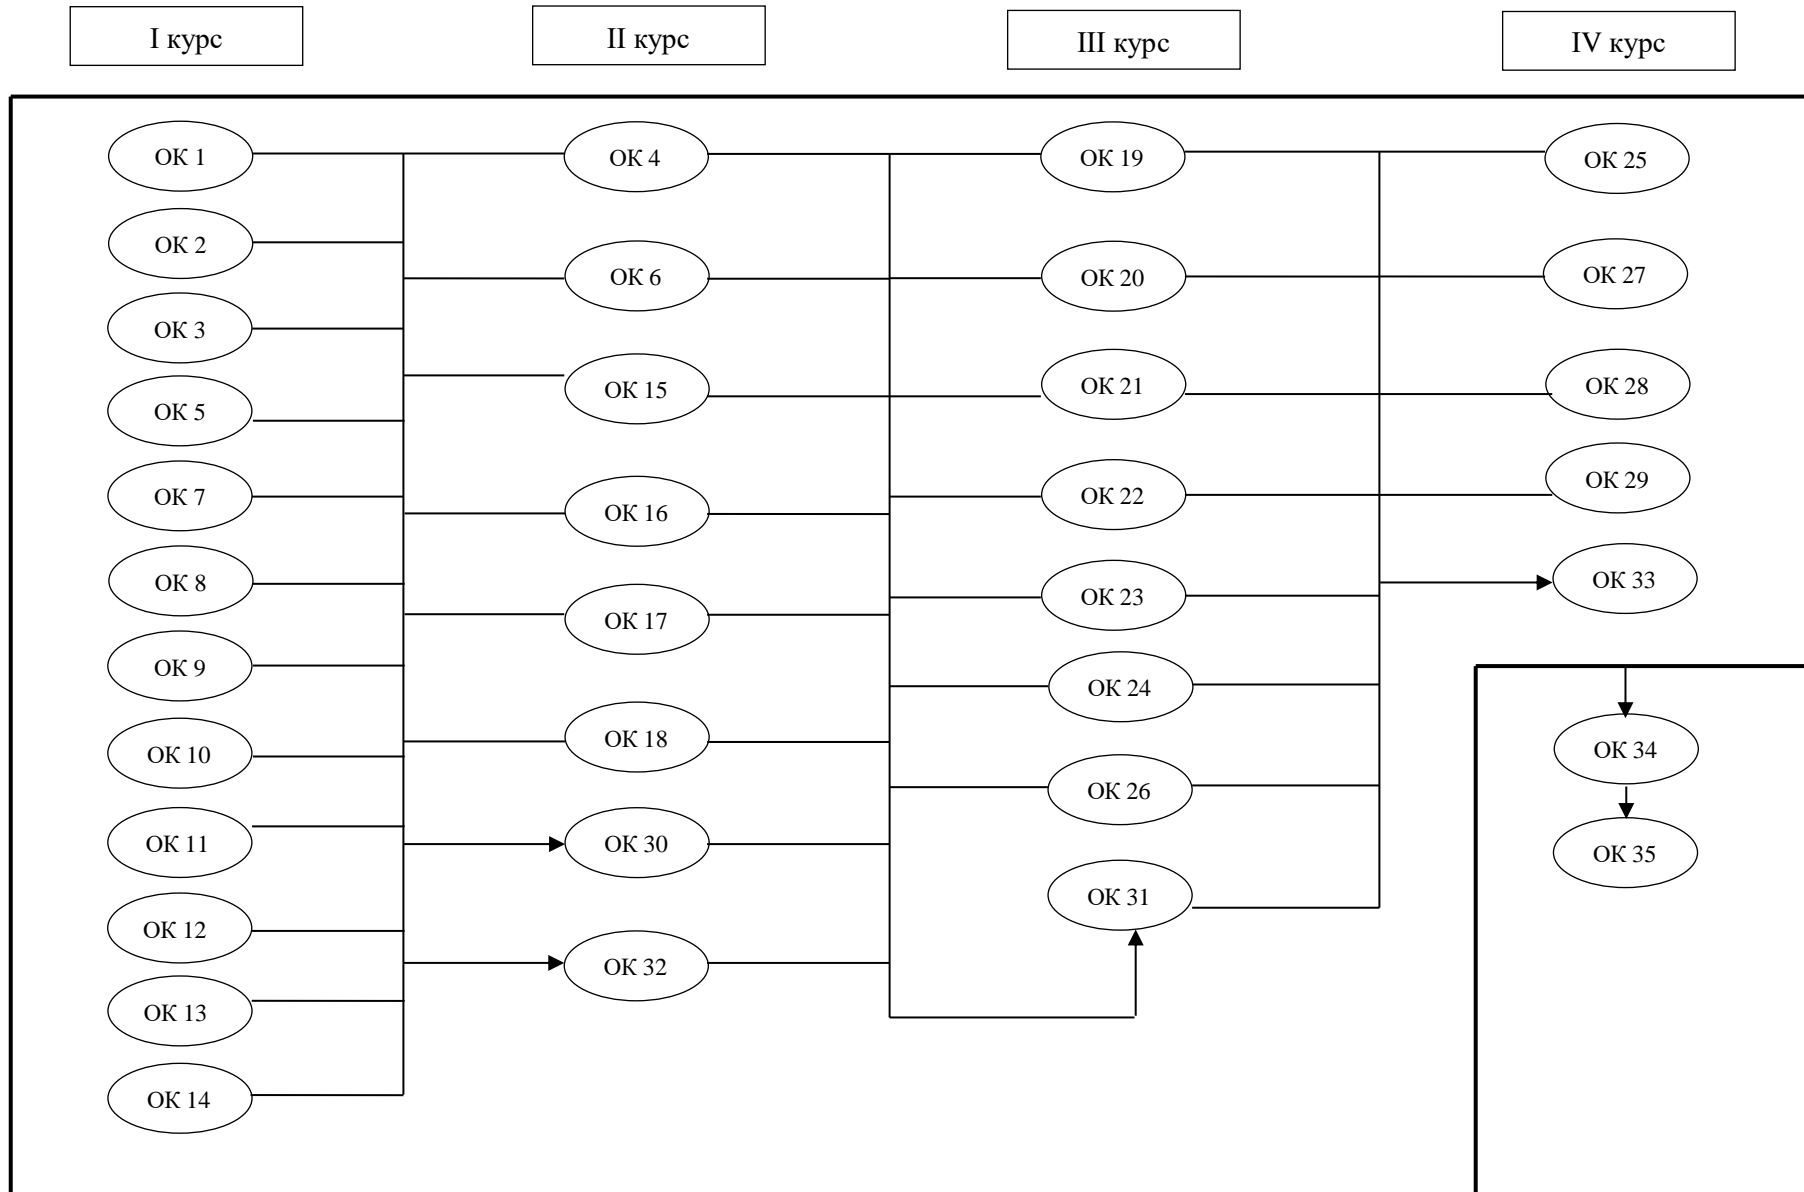 I курс
II курс
III курс
IV курс
ОК 1
ОК 2
ОК 3
ОК 5
ОК 7
ОК 8
ОК 9
ОК 10
ОК 11
ОК 12
ОК 13
ОК 14
ОК 4
ОК 6
ОК 15
ОК 16
ОК 17
ОК 18
ОК 30
ОК 32
ОК 19
ОК 20
ОК 21
ОК 22
ОК 23
ОК 24
ОК 26
ОК 31
ОК 25
ОК 27
ОК 28
ОК 29
ОК 33
ОК 34
ОК 35